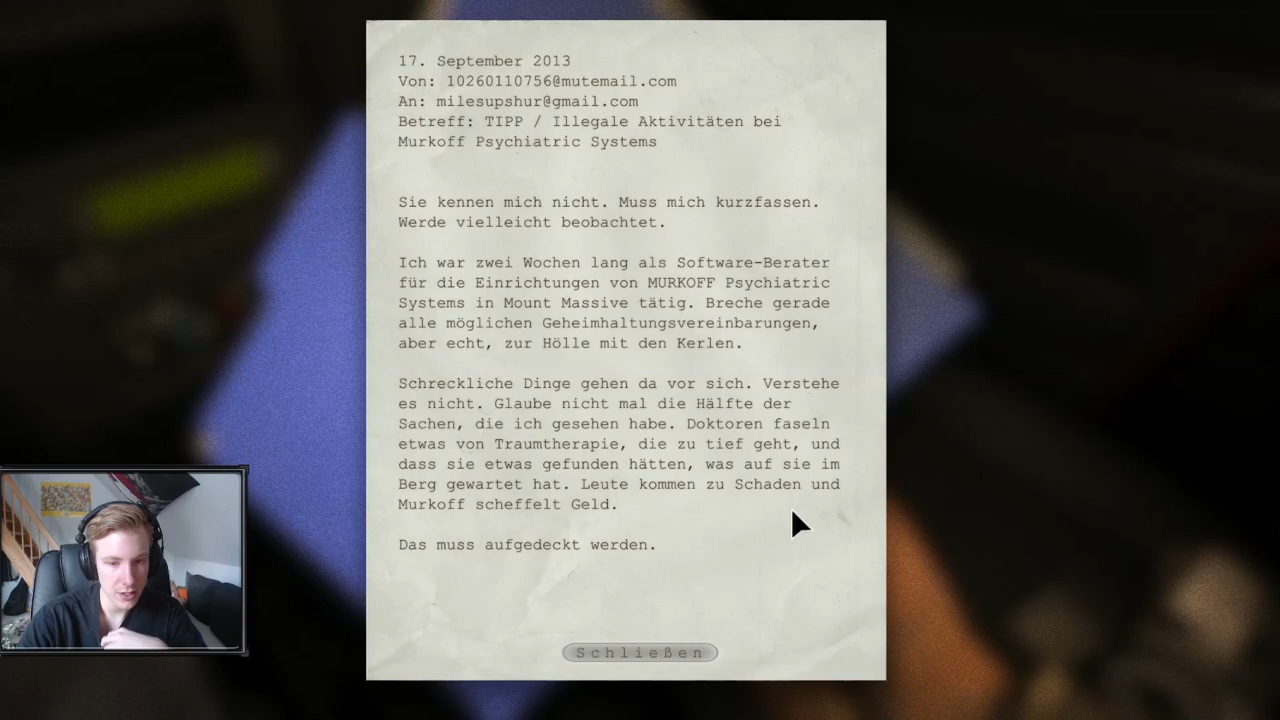 17. September 2013
Von: 10260110756@mutemail.com
An: milesupshur@gmail.com
Betreff: TIPP / Illegale Aktivitäten bei
Murkoff Psychiatric Systems
Sie kennen mich nicht. Muss mich kurzfassen.
Werde vielleicht beobachtet.
Ich war zwei Wochen lang als Software-Berater
für die Einrichtungen von MURKOFF Psychiatric
Systems in Mount Massive tätig. Breche gerade
alle möglichen Geheimhaltungsvereinbarungen,
aber echt, zur Hölle mit den Kerlen.
Schreckliche Dinge gehen da vor sich. Verstehe
es nicht. Glaube nicht mal die Hälfte der
Sachen, die ich gesehen habe. Doktoren faseln
etwas von Traumtherapie, die zu tief geht, und
dass sie etwas gefunden hätten, was auf sie im
Berg gewartet hat. Leute kommen zu Schaden und
Murkoff scheffelt Geld.
Das muss aufgedeckt werden.
Schließen